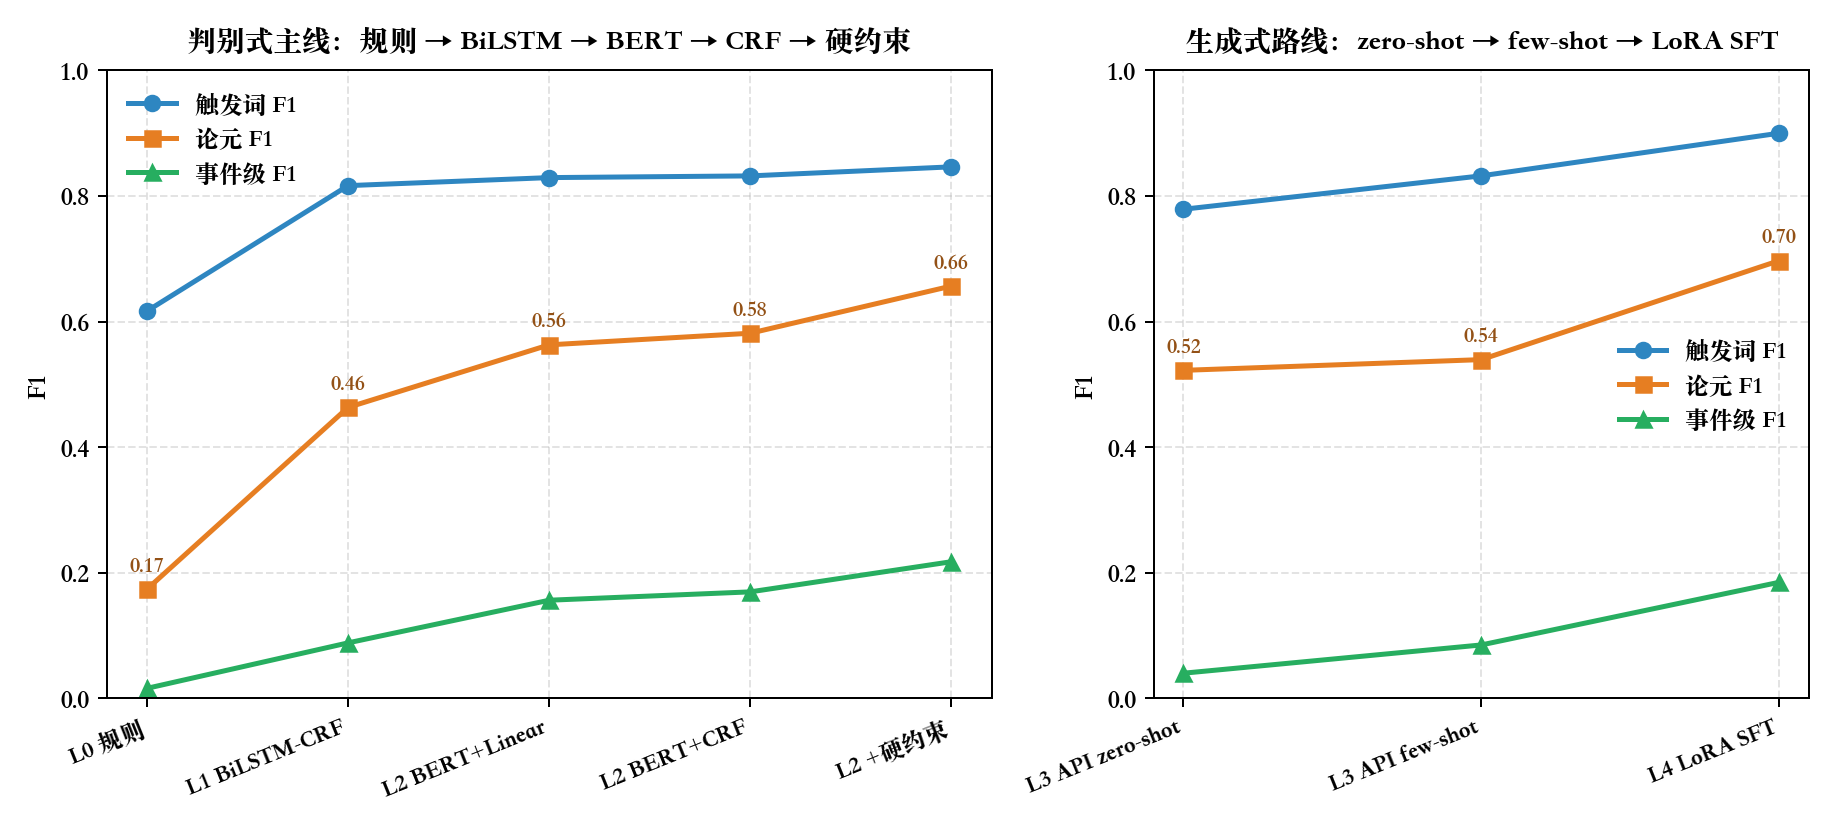 判别式主线：规则 → BiLSTM → BERT → CRF → 硬约束
1.0
0.8
0.6
0.4
0.2
0.0
F1
触发词 F1
论元 F1
事件级 F1
0.17
0.46
0.56
0.58
0.66
L0 规则
L1 BiLSTM-CRF
L2 BERT+Linear
L2 BERT+CRF
L2 +硬约束
生成式路线：zero-shot → few-shot → LoRA SFT
1.0
0.8
0.6
0.4
0.2
0.0
F1
0.52
0.54
0.70
触发词 F1
论元 F1
事件级 F1
L3 API zero-shot
L3 API few-shot
L4 LoRA SFT